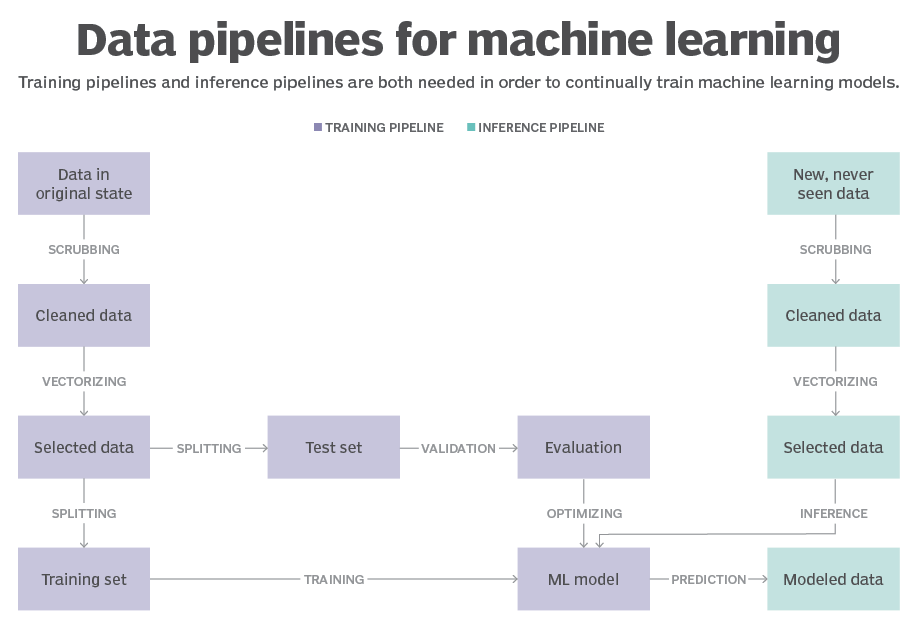 Data pipelines for machine learning
Training pipelines and inference pipelines are both needed in order to continually train machine learning models.
TRAINING PIPELINE
INFERENCE PIPELINE
Data in
original state
New, never
seen data
SCRUBBING
SCRUBBING
Cleaned data
Cleaned data
VECTORIZING
VECTORIZING
Selected data
SPLITTING
Test set
VALIDATION
Evaluation
Selected data
SPLITTING
OPTIMIZING
INFERENCE
Training set
TRAINING
ML model
PREDICTION
Modeled data